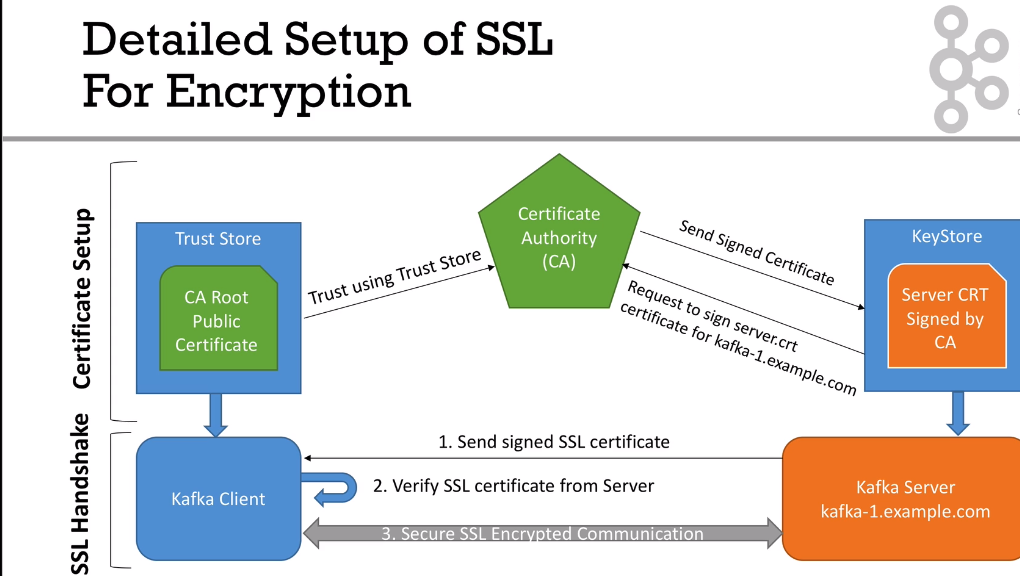 Detailed Setup of SSL
For Encryption
Certificate Setup
Trust Store
CA Root
Public
Certificate
Trust using Trust Store
Certificate
Authority
(CA)
Send Signed Certificate
Request to sign server.crt
certificate for kafka-1.example.com
KeyStore
Server CRT
Signed by
CA
SSL Handshake
Kafka Client
1. Send signed SSL certificate
2. Verify SSL certificate from Server
3. Secure SSL Encrypted Communication
Kafka Server
kafka-1.example.com